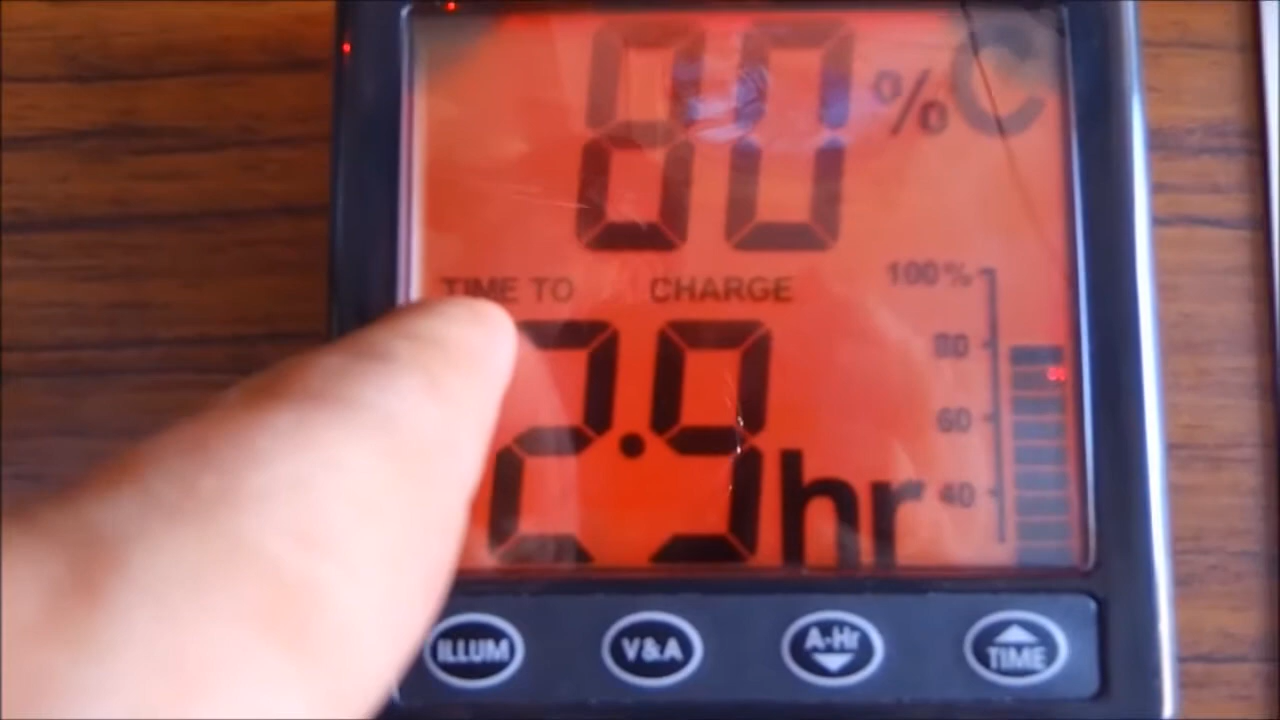 80 % C
TIME TO CHARGE
2.9 hr
100%
80
60
40
ILLUM V&A A-Hr TIME